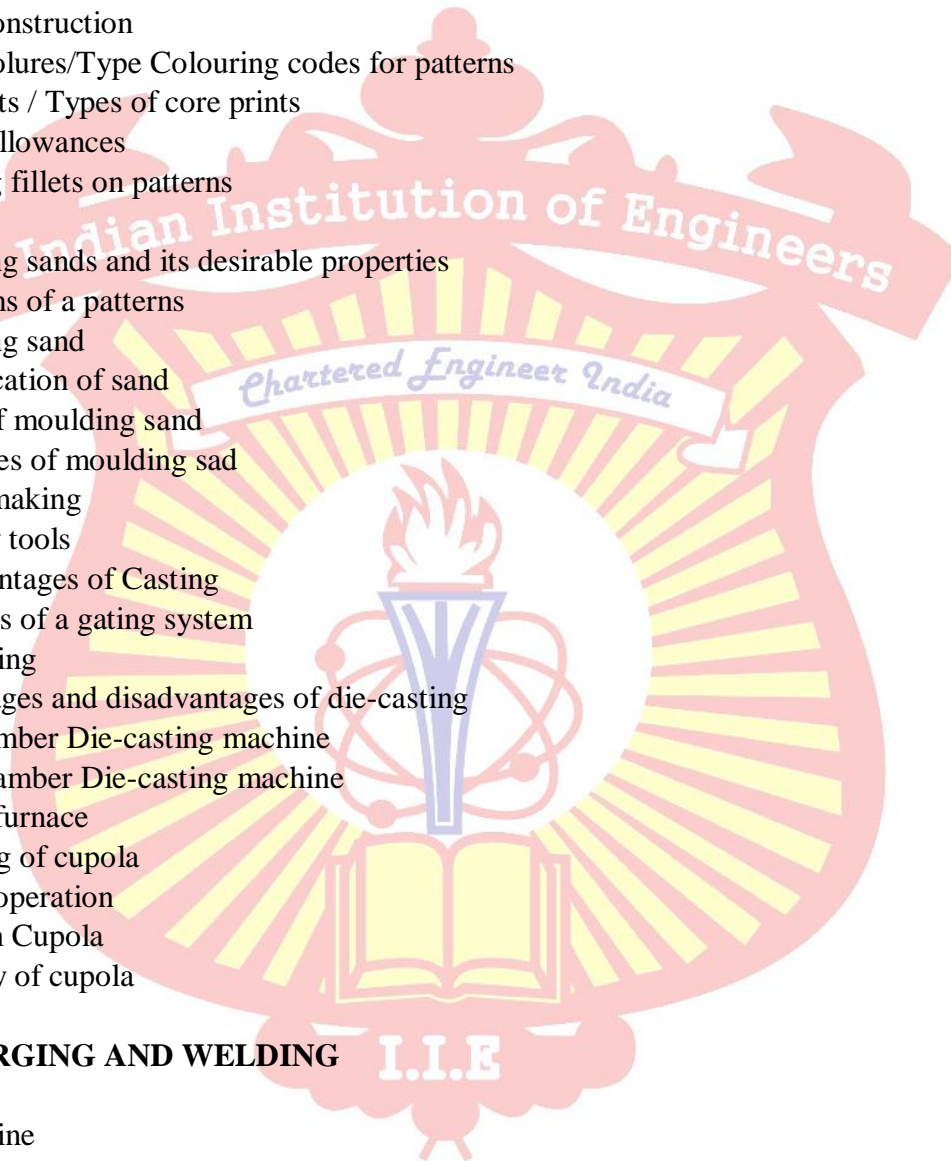 onstruction
olures/Type Colouring codes for patterns
ts / Types of core prints
llowances
g fillets on patterns
Indian Institution of Engineers
ng sands and its desirable properties
ns of a patterns
ng sand
cation of sand
Chartered Engineer India
f moulding sand
es of moulding sad
making
y tools
ntages of Casting
s of a gating system
ing
ges and disadvantages of die-casting
mber Die-casting machine
amber Die-casting machine
furnace
g of cupola
operation
n Cupola
y of cupola
RGING AND WELDING
I.I.E
ine